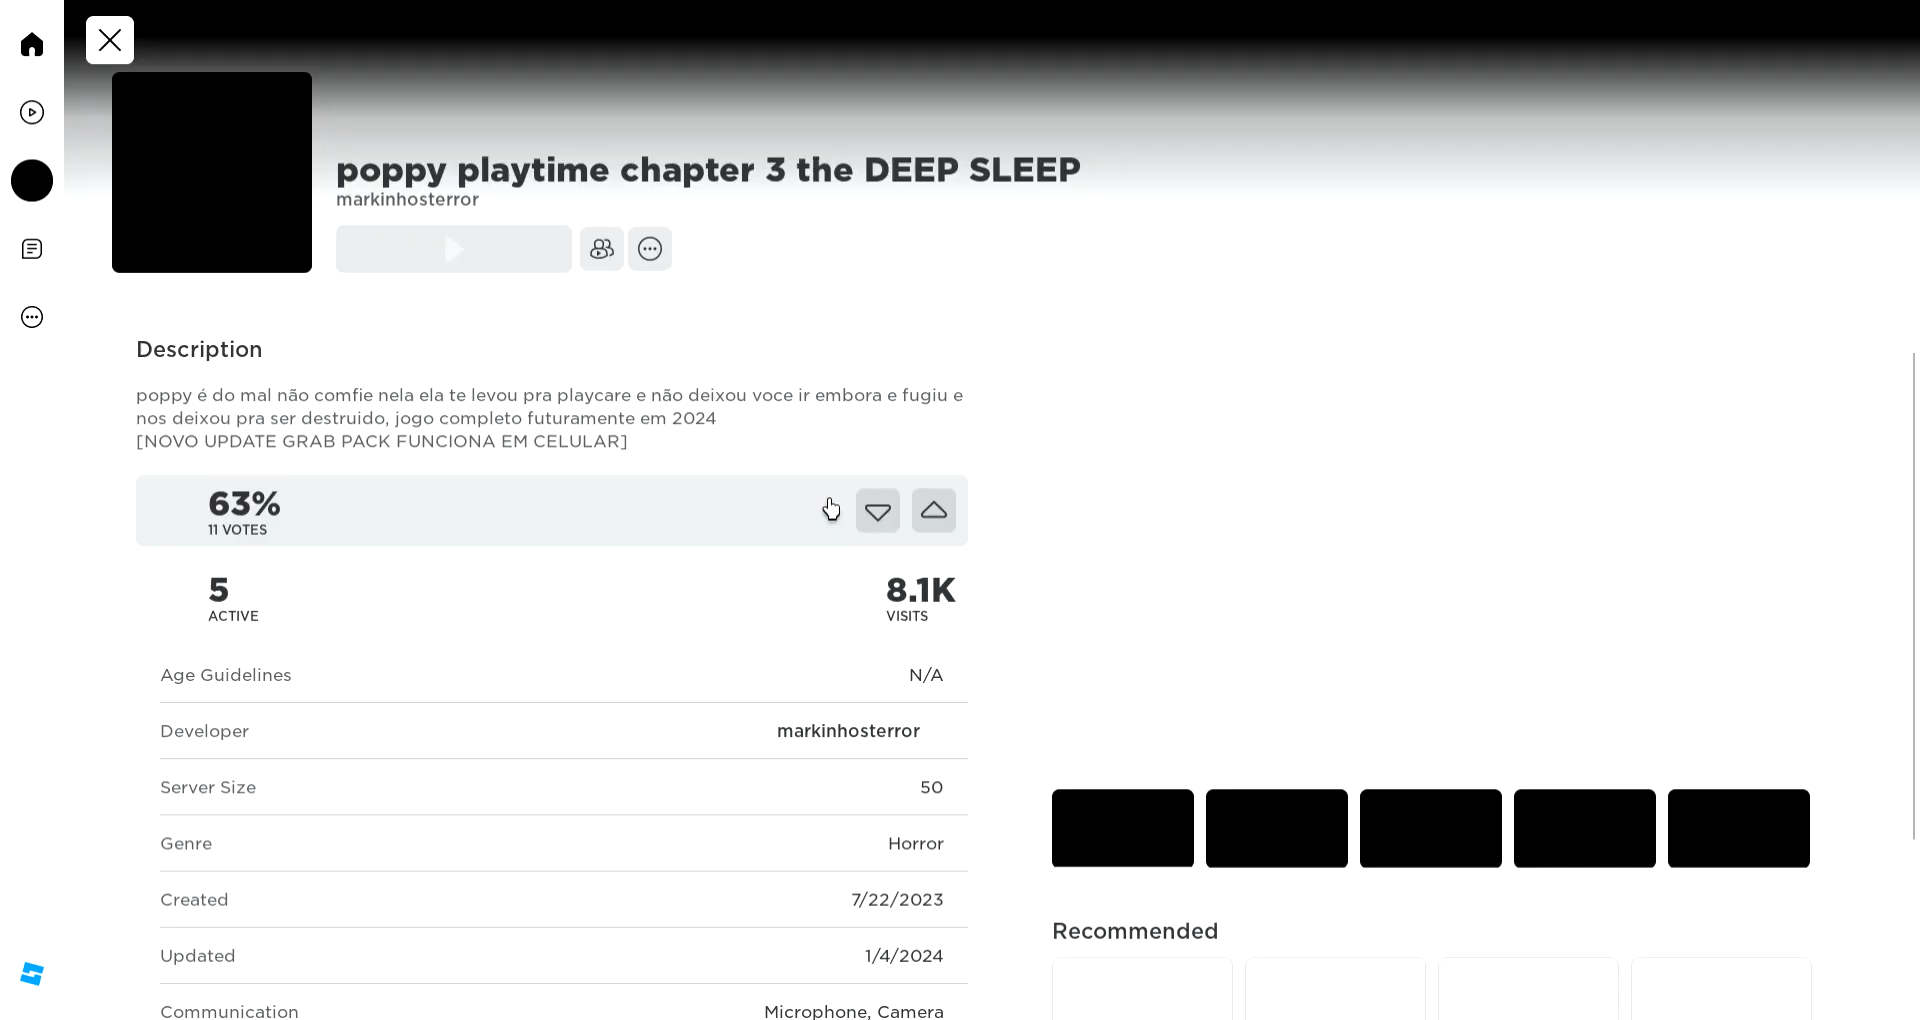 poppy playtime chapter 3 the DEEP SLEEP
markinhosterror
Description
poppy é do mal não comfie nela ela te levou pra playcare e não deixou voce ir embora e fugiu e
nos deixou pra ser destruido, jogo completo futuramente em 2024
[NOVO UPDATE GRAB PACK FUNCIONA EM CELULAR]
63%
11 VOTES
5
ACTIVE
8.1K
VISITS
Age Guidelines
N/A
Developer
markinhosterror
Server Size
50
Genre
Horror
Created
7/22/2023
Updated
1/4/2024
Communication
Microphone, Camera
Recommended